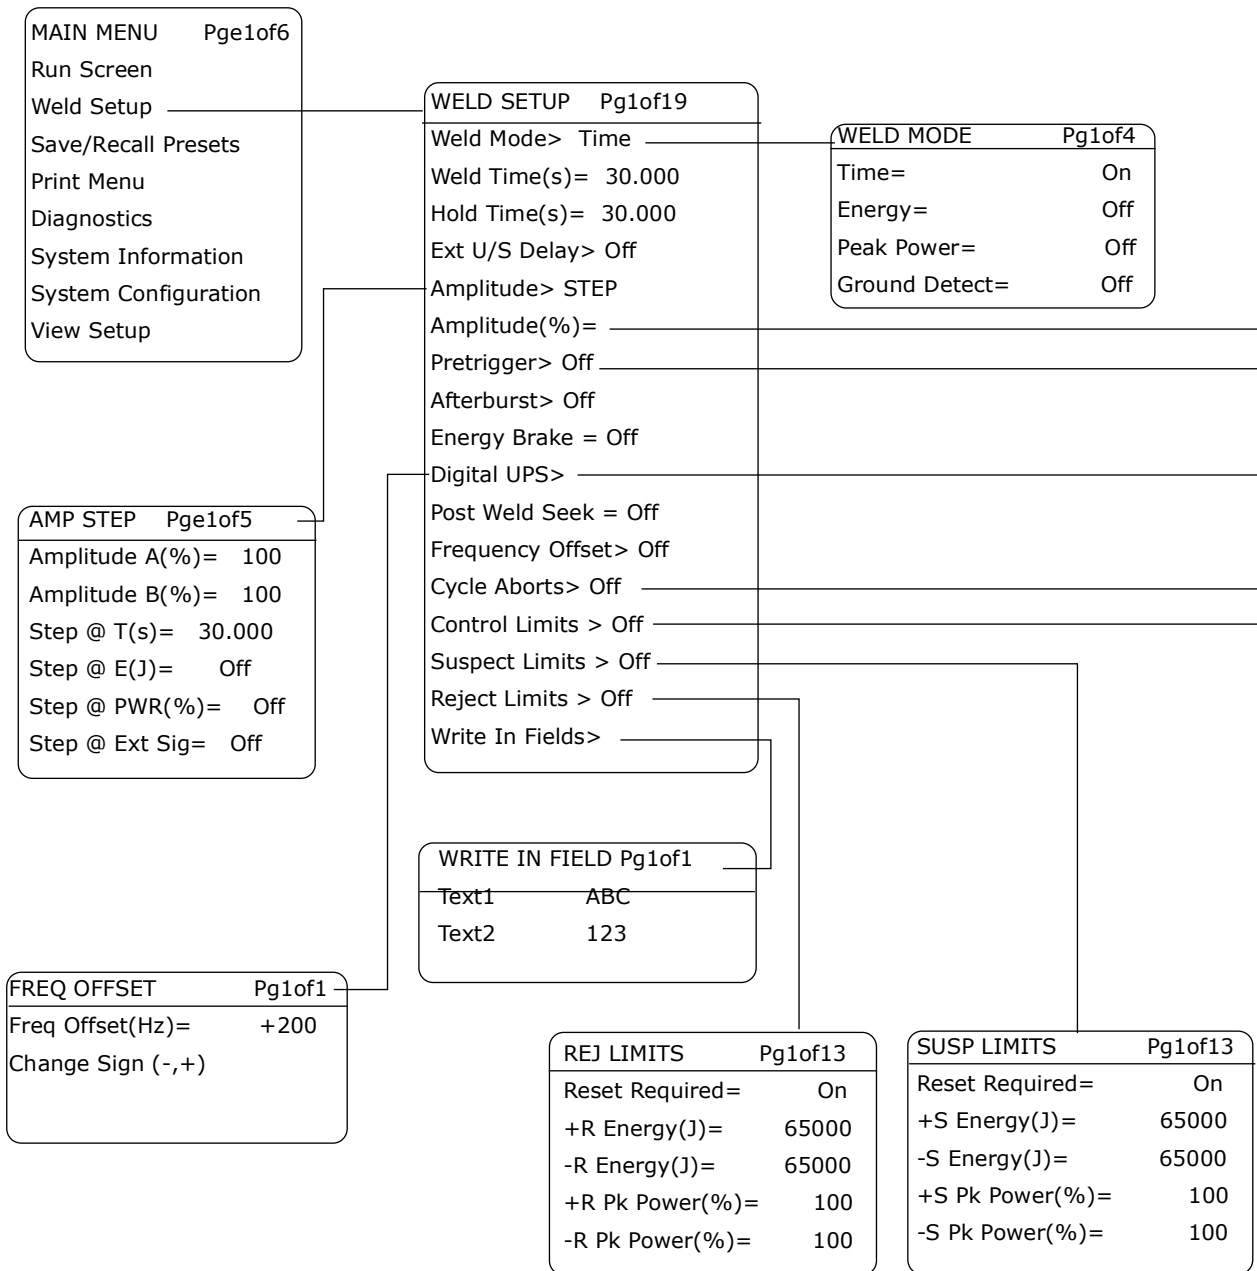 MAIN MENU Pge1of6
Run Screen
Weld Setup
Save/Recall Presets
Print Menu
Diagnostics
System Information
System Configuration
View Setup
WELD SETUP Pg1of19
Weld Mode> Time
Weld Time(s)= 30.000
Hold Time(s)= 30.000
Ext U/S Delay> Off
Amplitude> STEP
Amplitude(%)=
Pretrigger> Off
Afterburst> Off
Energy Brake = Off
Digital UPS>
Post Weld Seek = Off
Frequency Offset> Off
Cycle Aborts> Off
Control Limits > Off
Suspect Limits > Off
Reject Limits > Off
Write In Fields>
WELD MODE Pg1of4
Time= On
Energy= Off
Peak Power= Off
Ground Detect= Off
AMP STEP Pge1of5
Amplitude A(%)= 100
Amplitude B(%)= 100
Step @ T(s)= 30.000
Step @ E(J)= Off
Step @ PWR(%)= Off
Step @ Ext Sig= Off
WRITE IN FIELD Pg1of1
Text1 ABC
Text2 123
FREQ OFFSET Pg1of1
Freq Offset(Hz)= +200
Change Sign (-,+)
REJ LIMITS Pg1of13
Reset Required= On
+R Energy(J)= 65000
-R Energy(J)= 65000
+R Pk Power(%)= 100
-R Pk Power(%)= 100
SUSP LIMITS Pg1of13
Reset Required= On
+S Energy(J)= 65000
-S Energy(J)= 65000
+S Pk Power(%)= 100
-S Pk Power(%)= 100